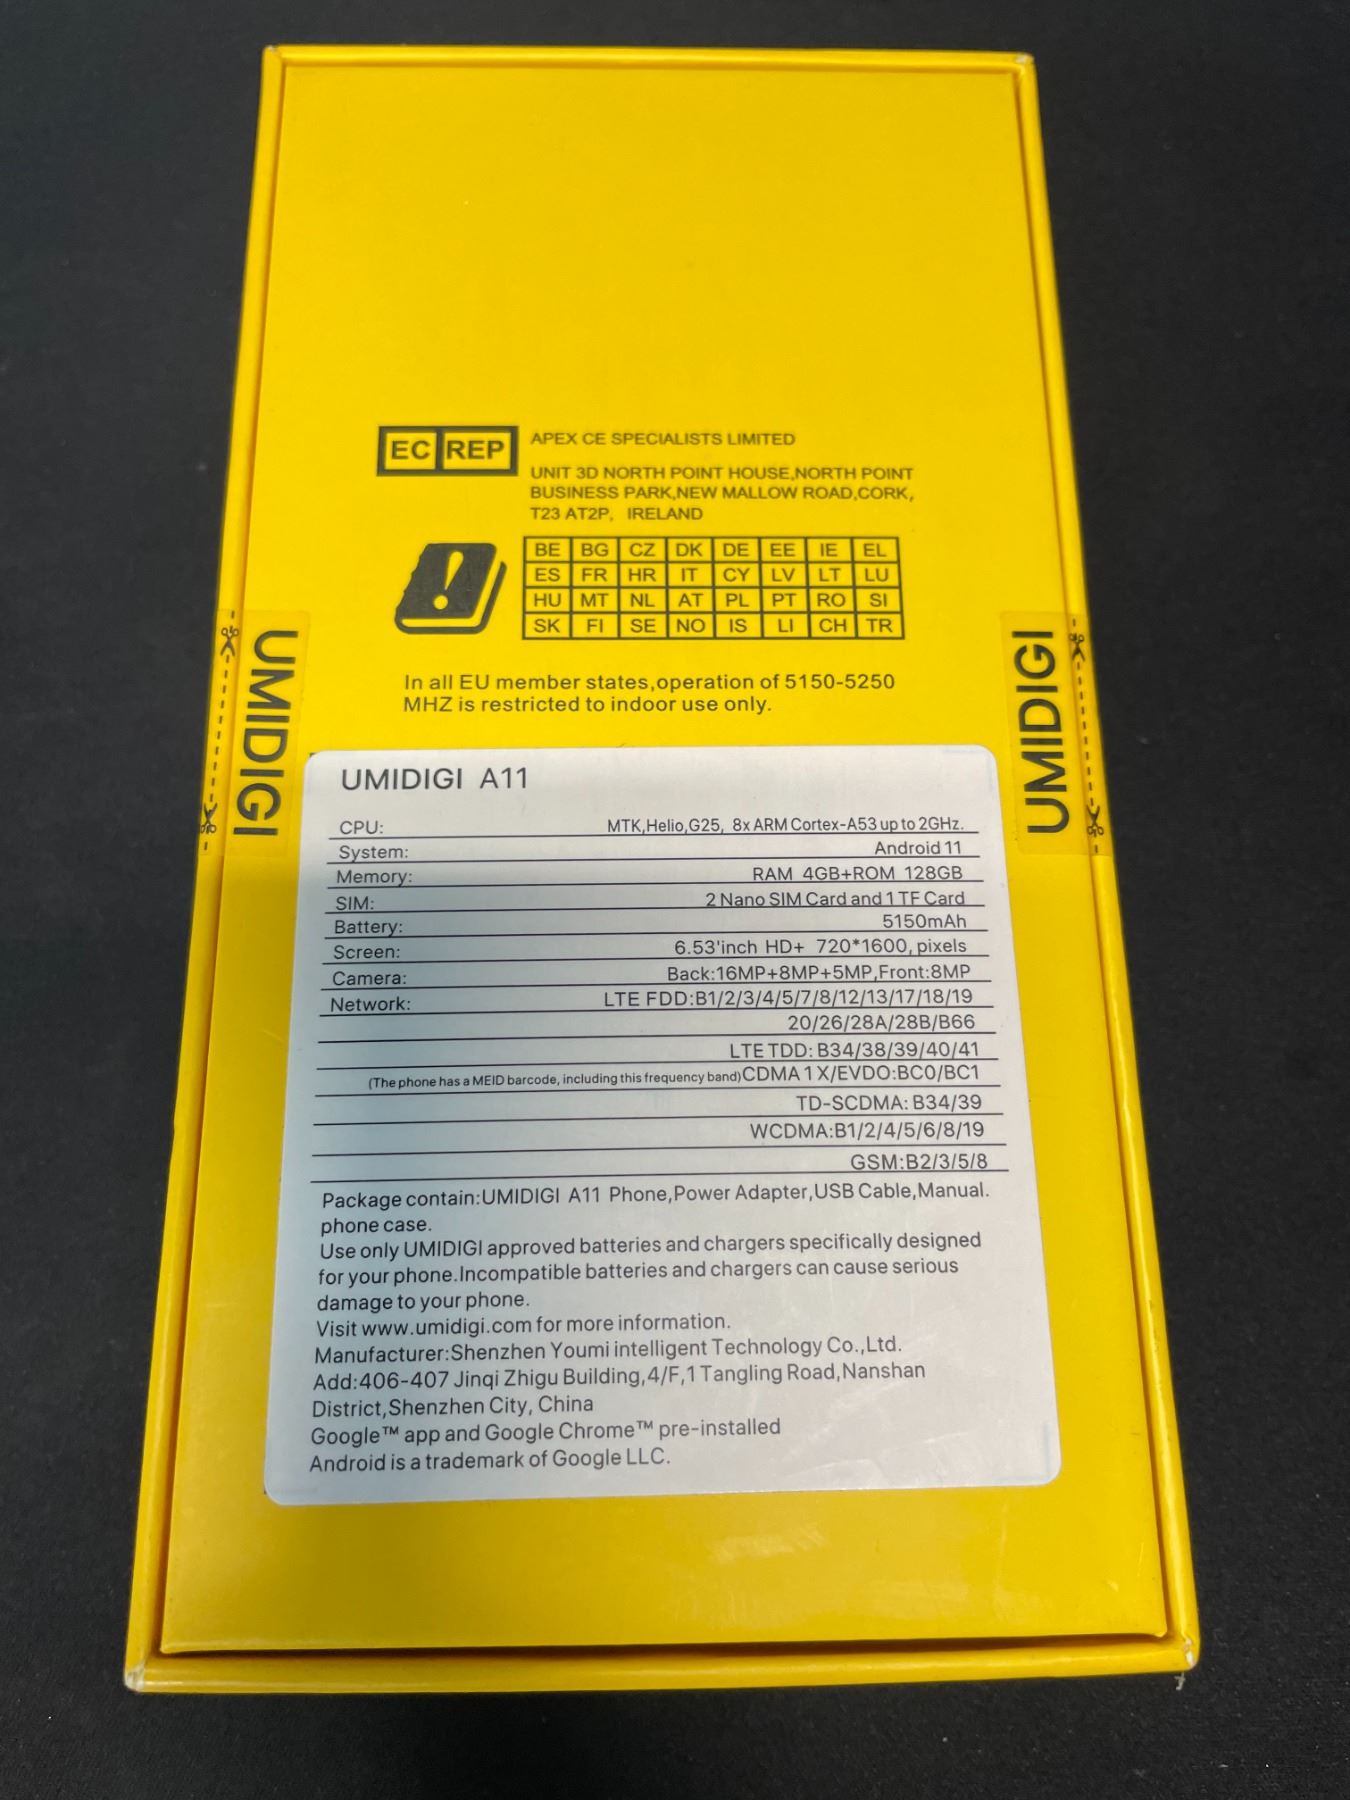 EC REP
APEX CE SPECIALISTS LIMITED
UNIT 3D NORTH POINT HOUSE,NORTH POINT
BUSINESS PARK,NEW MALLOW ROAD,CORK,
T23 AT2P, IRELAND
BE BG CZ DK DE EE IE EL
ES FR HR IT CY LV LT LU
HU MT NL AT PL PT RO SI
SK FI SE NO IS LI CH TR
In all EU member states,operation of 5150-5250
MHZ is restricted to indoor use only.
UMIDIGI
UMIDIGI
UMIDIGI A11
CPU: MTK,Helio,G25, 8x ARM Cortex-A53 up to 2GHz.
System: Android 11
Memory: RAM 4GB+ROM 128GB
SIM: 2 Nano SIM Card and 1 TF Card
Battery: 5150mAh
Screen: 6.53'inch HD+ 720*1600, pixels
Camera: Back:16MP+8MP+5MP,Front:8MP
Network: LTE FDD:B1/2/3/4/5/7/8/12/13/17/18/19
20/26/28A/28B/B66
LTE TDD: B34/38/39/40/41
(The phone has a MEID barcode, including this frequency band)CDMA 1 X/EVDO:BC0/BC1
TD-SCDMA: B34/39
WCDMA:B1/2/4/5/6/8/19
GSM:B2/3/5/8
Package contain:UMIDIGI A11 Phone,Power Adapter,USB Cable,Manual.
phone case.
Use only UMIDIGI approved batteries and chargers specifically designed
for your phone.Incompatible batteries and chargers can cause serious
damage to your phone.
Visit www.umidigi.com for more information.
Manufacturer:Shenzhen Youmi intelligent Technology Co.,Ltd.
Add:406-407 Jinqi Zhigu Building,4/F,1 Tangling Road,Nanshan
District,Shenzhen City, China
Google™ app and Google Chrome™ pre-installed
Android is a trademark of Google LLC.